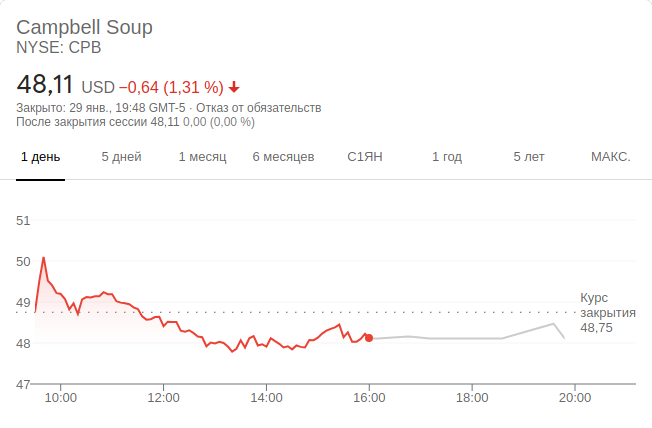 Campbell Soup
NYSE: CPB
48,11 USD −0,64 (1,31 %)
Закрыто: 29 янв., 19:48 GMT-5 · Отказ от обязательств
После закрытия сессии 48,11 0,00 (0,00 %)
1 день 5 дней 1 месяц 6 месяцев С1ЯН 1 год 5 лет МАКС.
51
50
49
48
47
Курс
закрытия
48,75
10:00 12:00 14:00 16:00 18:00 20:00